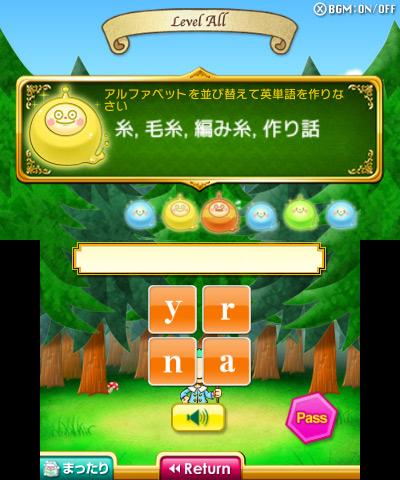 Level All
ⓍBGM:ON/OFF
アルファベットを並び替えて英単語を作りな
さい
糸, 毛糸, 編み糸, 作り話
y r
n a
Pass
まったり
Return